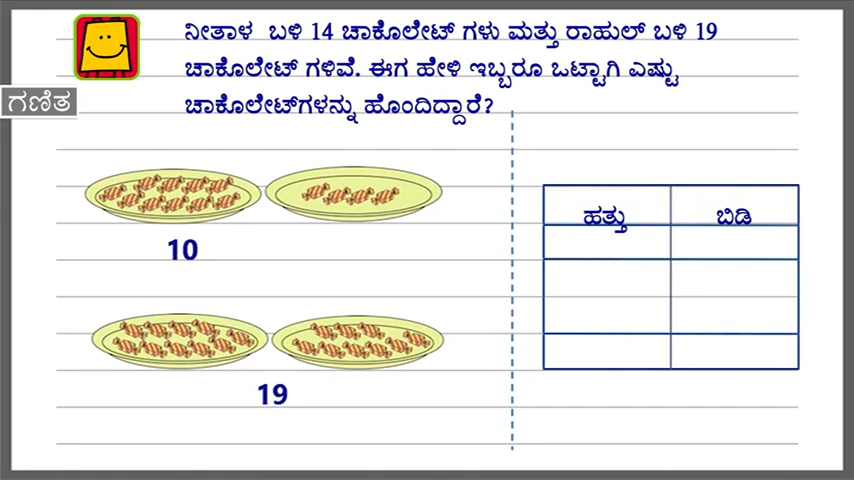 ನೀತಾಳ ಬಳಿ 14 ಚಾಕೊಲೇಟ್ ಗಳು ಮತ್ತು ರಾಹುಲ್ ಬಳಿ 19
ಚಾಕೊಲೇಟ್ ಗಳಿವೆ. ಈಗ ಹೇಳಿ ಇಬ್ಬರೂ ಒಟ್ಟಾಗಿ ಎಷ್ಟು
ಗಣಿತ
ಚಾಕೊಲೇಟ್‌ಗಳನ್ನು ಹೊಂದಿದ್ದಾರೆ?
ಹತ್ತು ಬಿಡಿ
10
19